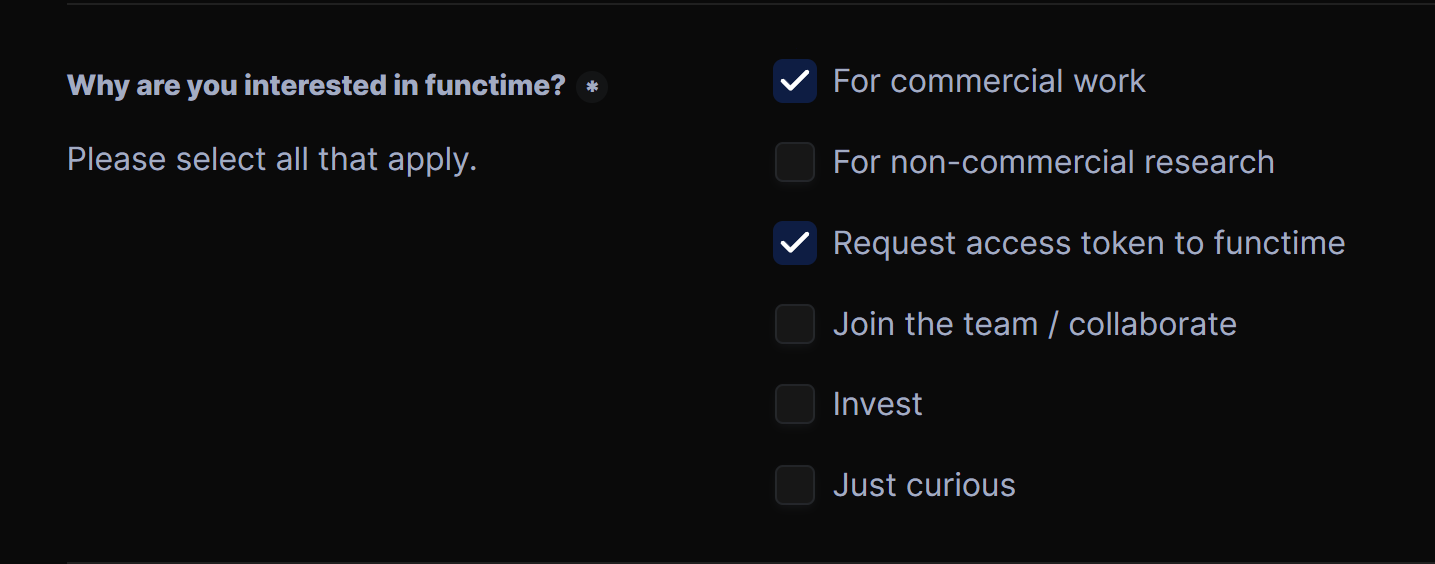 Why are you interested in functime? *
Please select all that apply.
For commercial work
For non-commercial research
Request access token to functime
Join the team / collaborate
Invest
Just curious